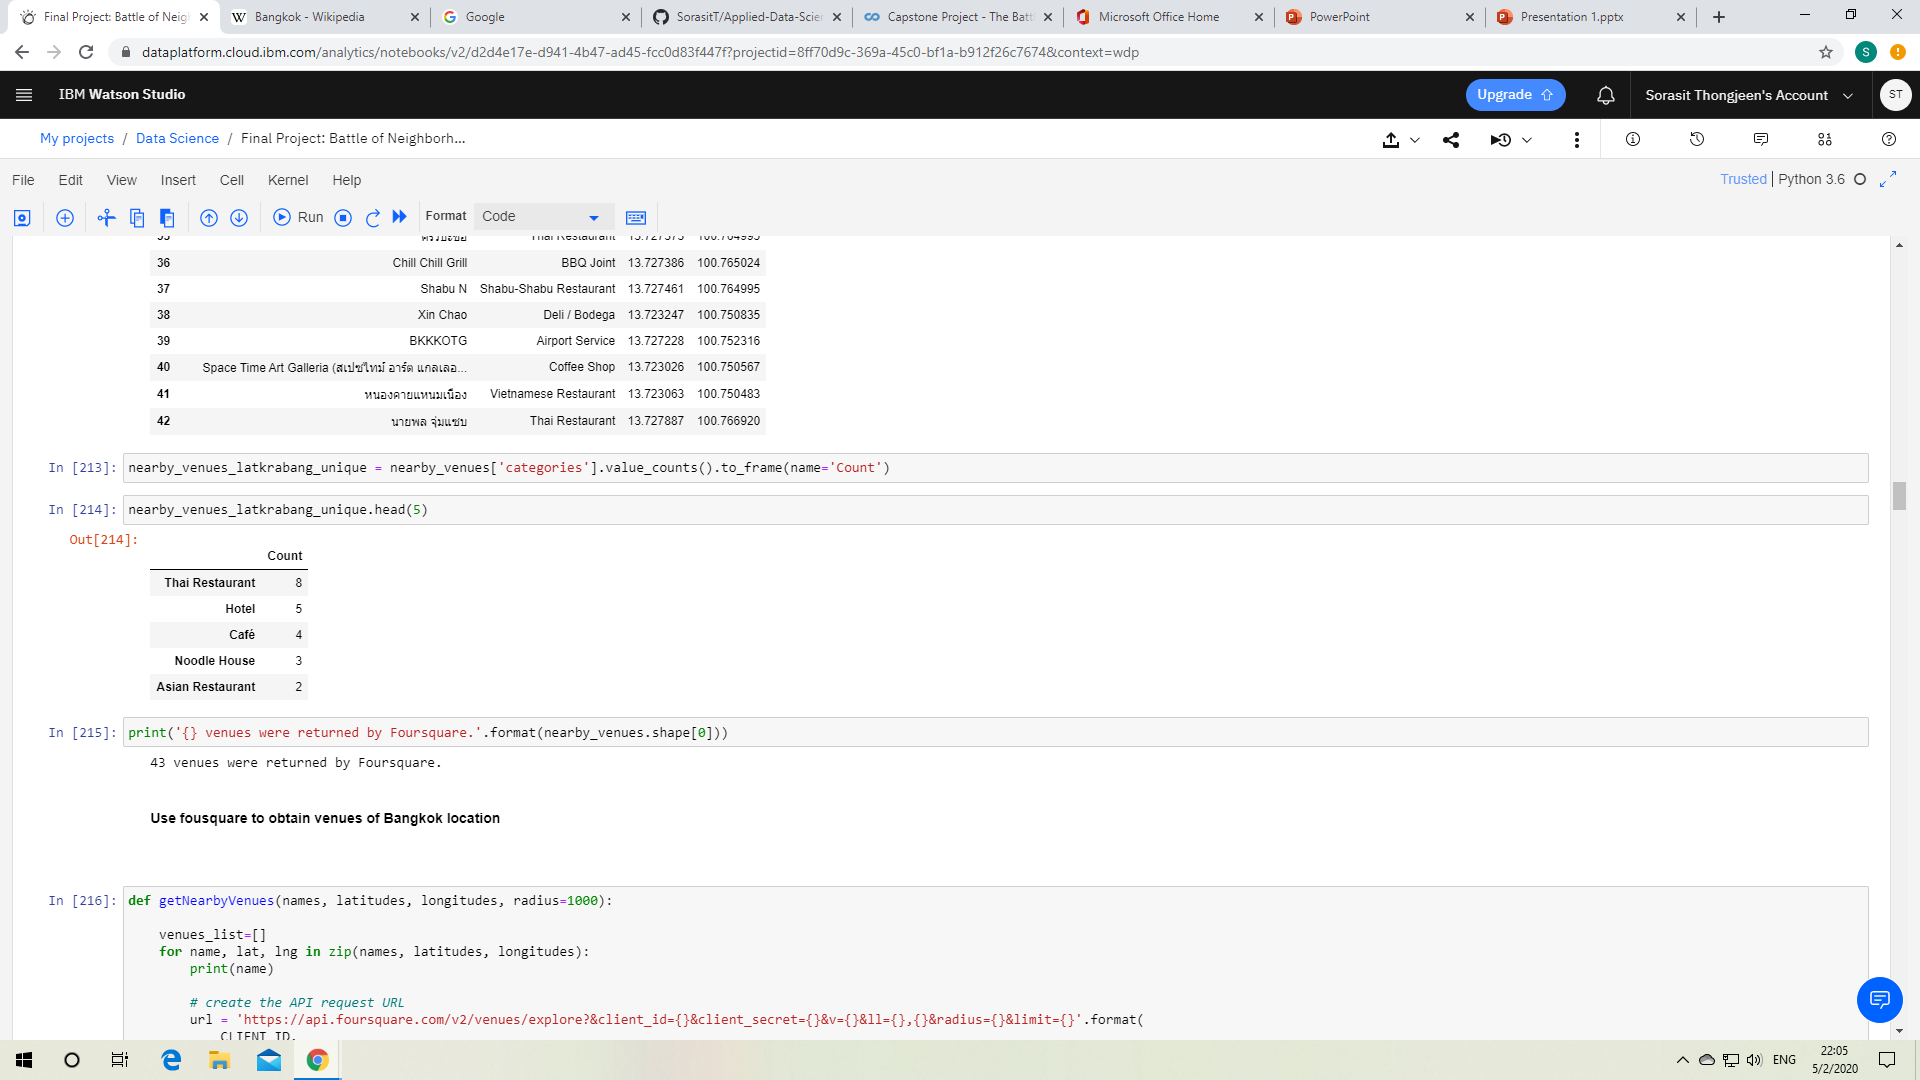 Final Project: Battle of Neigh
Bangkok - Wikipedia
Google
SorasitT/Applied-Data-Scien
Capstone Project - The Batt
Microsoft Office Home
PowerPoint
Presentation 1.pptx
dataplatform.cloud.ibm.com/analytics/notebooks/v2/d2d4e17e-d941-4b47-ad45-fcc0d83f447f?projectid=8ff70d9c-369a-45c0-bf1a-b912f26c7674&context=wdp
S
IBM Watson Studio
Upgrade
Sorasit Thongjeen's Account
ST
My projects / Data Science / Final Project: Battle of Neighborh...
File Edit View Insert Cell Kernel Help
Trusted | Python 3.6
Run
Format
Code
36 Chill Chill Grill BBQ Joint 13.727386 100.765024
37 Shabu N Shabu-Shabu Restaurant 13.727461 100.764995
38 Xin Chao Deli / Bodega 13.723247 100.750835
39 BKKKOTG Airport Service 13.727228 100.752316
40 Space Time Art Galleria (สเปซไทม์ อาร์ต แกลเลอ... Coffee Shop 13.723026 100.750567
41 หนองคายแหนมเนือง Vietnamese Restaurant 13.723063 100.750483
42 นายพล จุ่มแซบ Thai Restaurant 13.727887 100.766920
In [213]: nearby_venues_latkrabang_unique = nearby_venues['categories'].value_counts().to_frame(name='Count')
In [214]: nearby_venues_latkrabang_unique.head(5)
Out[214]:
Count
Thai Restaurant 8
Hotel 5
Café 4
Noodle House 3
Asian Restaurant 2
In [215]: print('{} venues were returned by Foursquare.'.format(nearby_venues.shape[0]))
43 venues were returned by Foursquare.
Use fousquare to obtain venues of Bangkok location
In [216]: def getNearbyVenues(names, latitudes, longitudes, radius=1000):
venues_list=[]
for name, lat, lng in zip(names, latitudes, longitudes):
print(name)
# create the API request URL
url = 'https://api.foursquare.com/v2/venues/explore?&client_id={}&client_secret={}&v={}&ll={},{}&radius={}&limit={}'.format(
CLIENT_ID,
ENG
22:05
5/2/2020